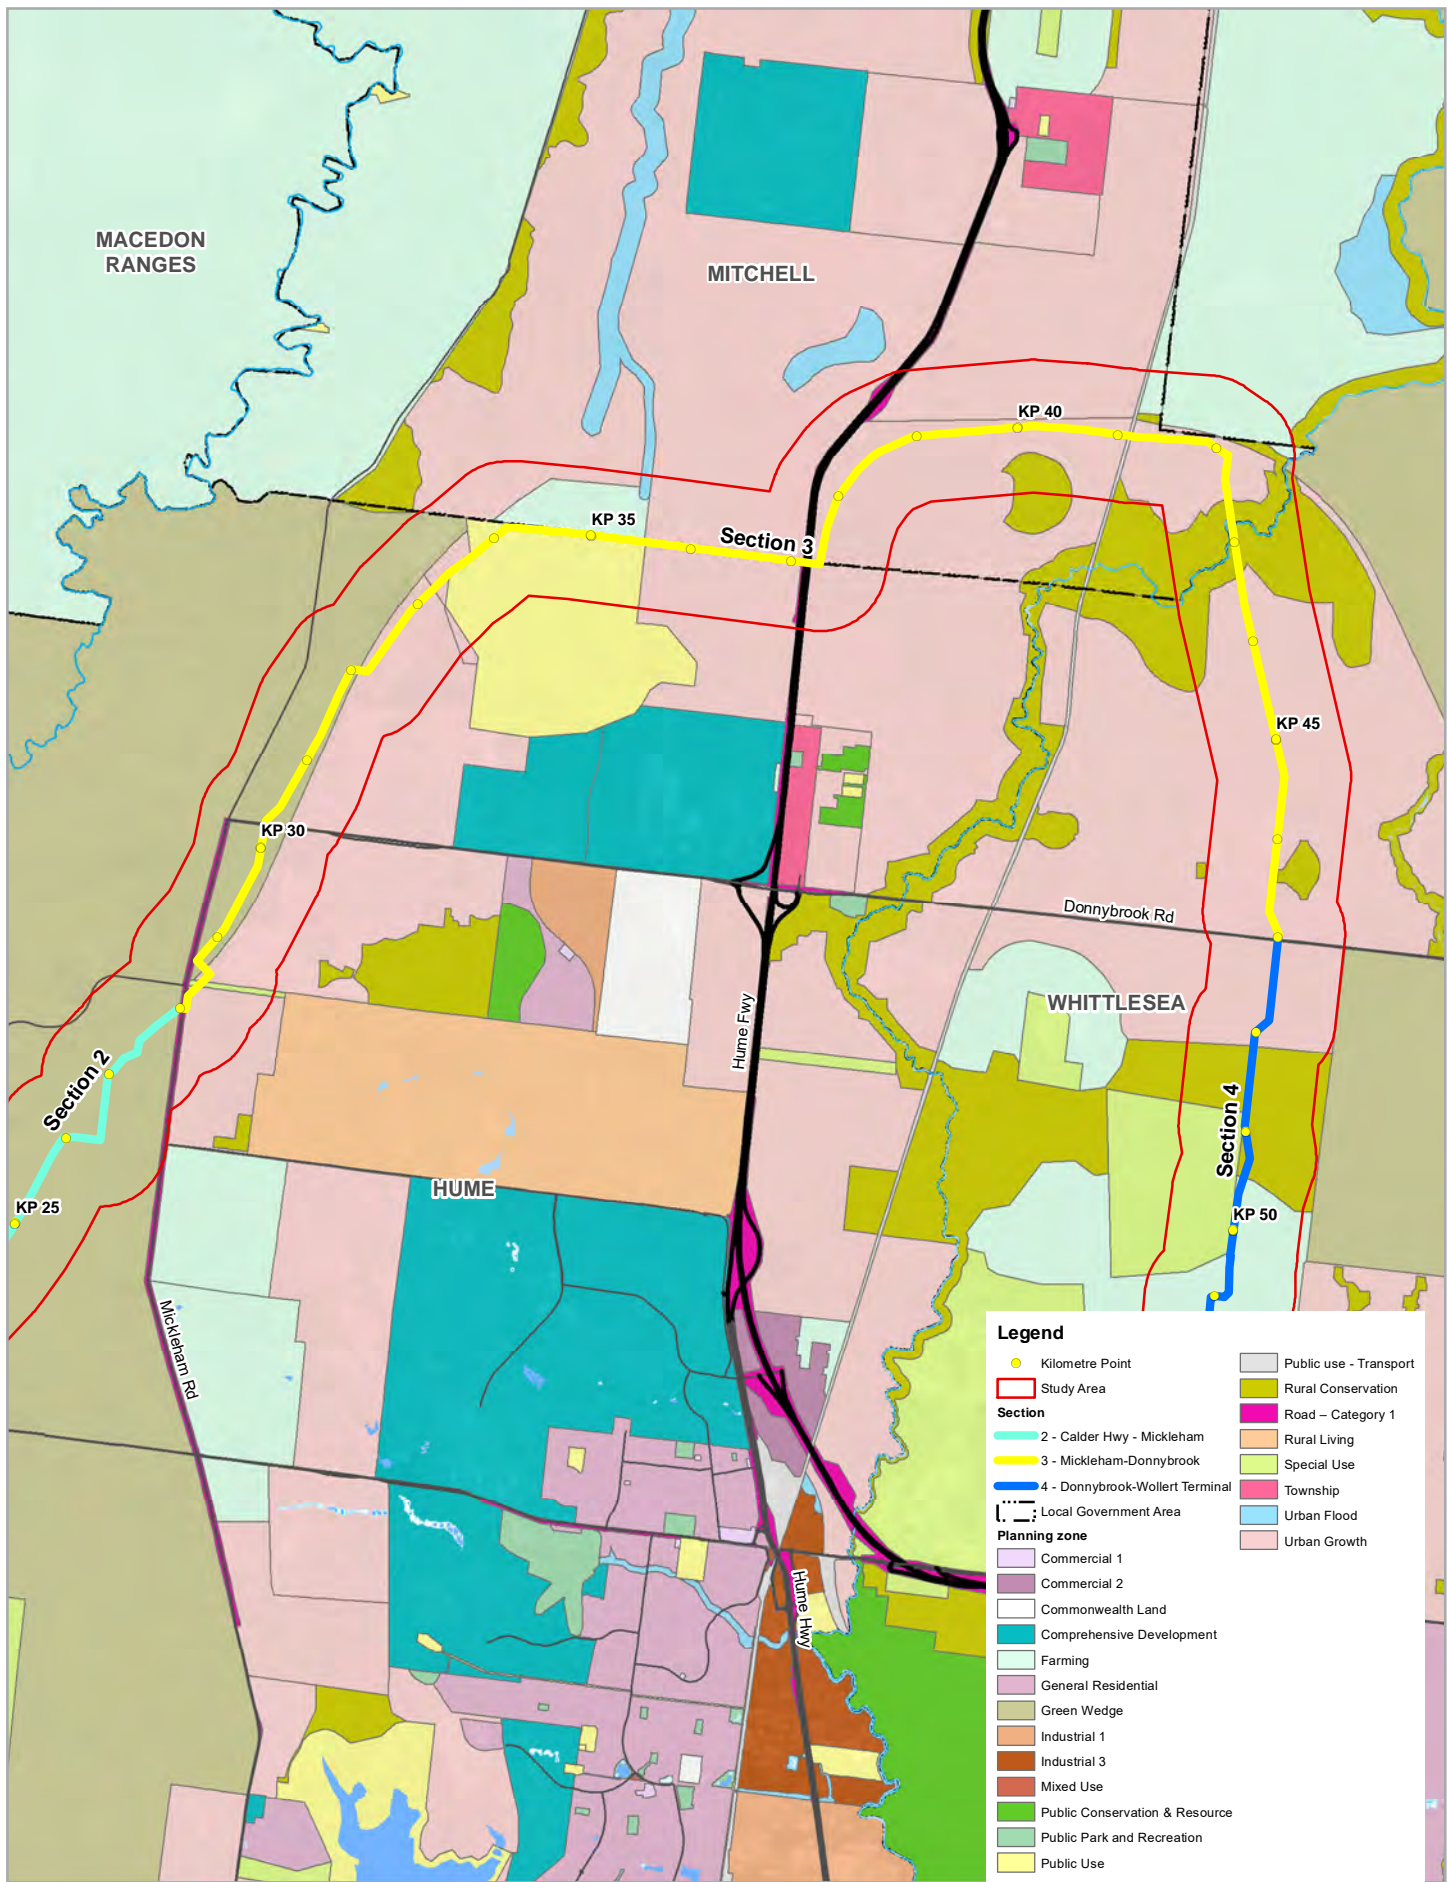 MACEDON
RANGES
MITCHELL
KP 40
KP 35
Section 3
KP 45
KP 30
Donnybrook Rd
WHITTLESEA
Hume Fwy
Section 2
Section 4
HUME
KP 25
KP 50
Mickleham Rd
Hume Hwy
Legend
Kilometre Point
Study Area
Section
2 - Calder Hwy - Mickleham
3 - Mickleham-Donnybrook
4 - Donnybrook-Wollert Terminal
Local Government Area
Planning zone
Commercial 1
Commercial 2
Commonwealth Land
Comprehensive Development
Farming
General Residential
Green Wedge
Industrial 1
Industrial 3
Mixed Use
Public Conservation & Resource
Public Park and Recreation
Public Use
Public use - Transport
Rural Conservation
Road – Category 1
Rural Living
Special Use
Township
Urban Flood
Urban Growth